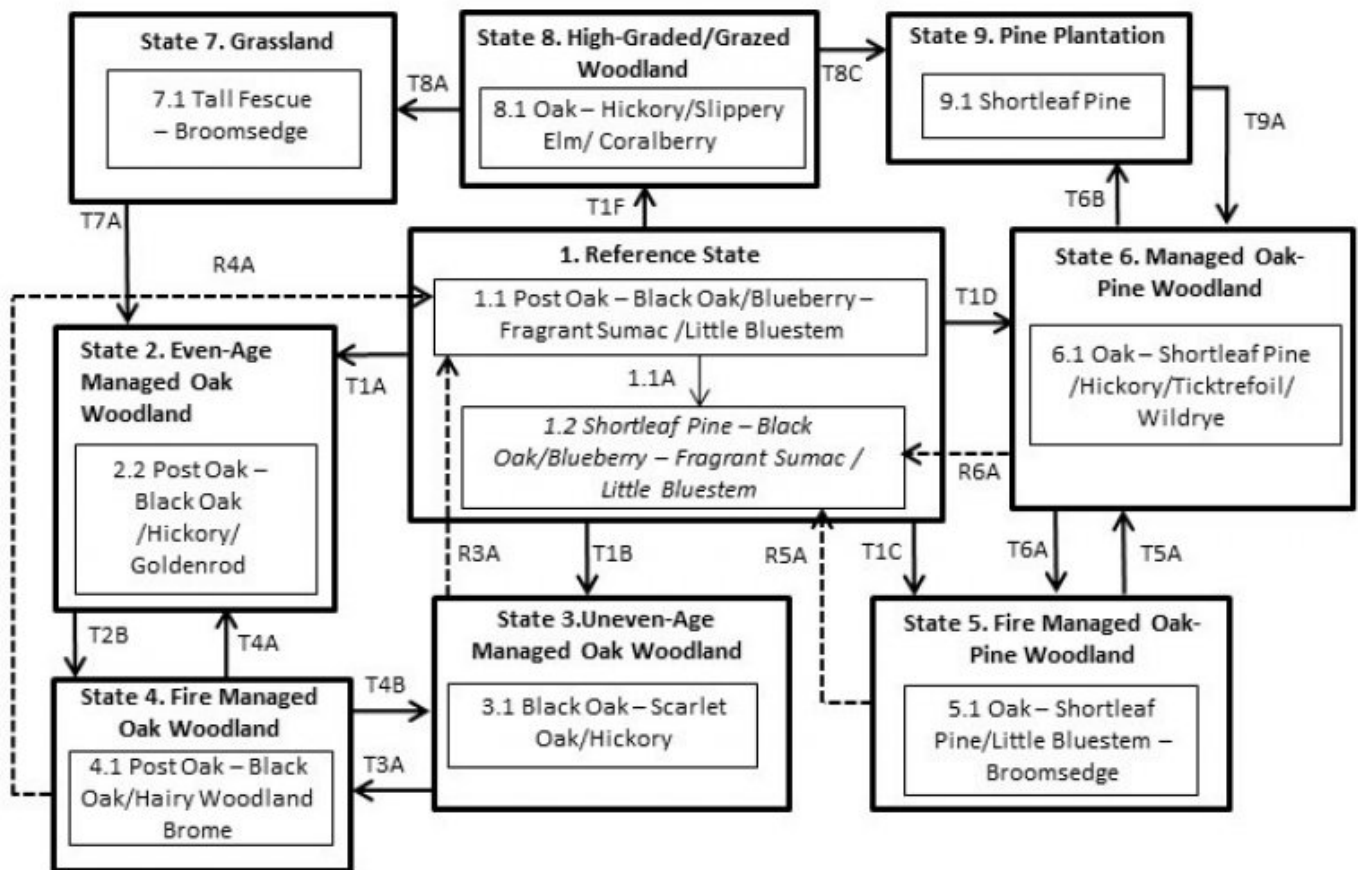 State 7. Grassland
7.1 Tall Fescue
– Broomsedge
T8A
State 8. High-Graded/Grazed
Woodland
8.1 Oak – Hickory/Slippery
Elm/ Coralberry
T8C
State 9. Pine Plantation
9.1 Shortleaf Pine
T9A
T7A
R4A
T1F
T6B
1. Reference State
1.1 Post Oak – Black Oak/Blueberry –
Fragrant Sumac /Little Bluestem
1.1A
1.2 Shortleaf Pine – Black
Oak/Blueberry – Fragrant Sumac /
Little Bluestem
T1D
State 6. Managed Oak-
Pine Woodland
6.1 Oak – Shortleaf Pine
/Hickory/Ticktrefoil/
Wildrye
R6A
State 2. Even-Age
Managed Oak
Woodland
2.2 Post Oak –
Black Oak
/Hickory/
Goldenrod
T1A
R3A
T1B
R5A
T1C
T6A
T5A
T2B
T4A
State 4. Fire Managed
Oak Woodland
4.1 Post Oak – Black
Oak/Hairy Woodland
Brome
T4B
T3A
State 3.Uneven-Age
Managed Oak Woodland
3.1 Black Oak – Scarlet
Oak/Hickory
State 5. Fire Managed Oak-
Pine Woodland
5.1 Oak – Shortleaf
Pine/Little Bluestem –
Broomsedge